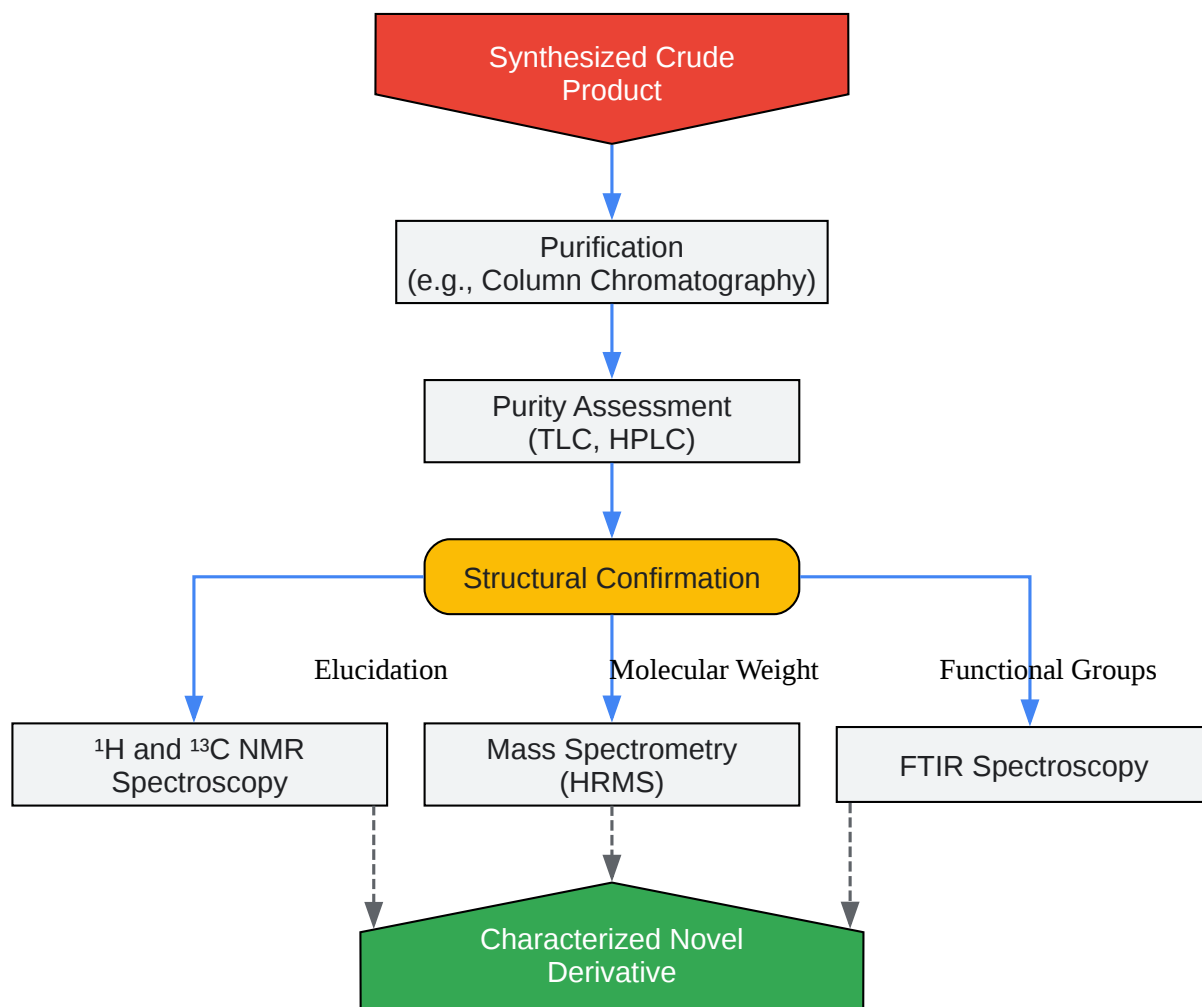 Synthesized Crude
Product
Purification
(e.g., Column Chromatography)
Purity Assessment
(TLC, HPLC)
Structural Confirmation
Elucidation
Molecular Weight
Functional Groups
¹H and ¹³C NMR
Spectroscopy
Mass Spectrometry
(HRMS)
FTIR Spectroscopy
Characterized Novel
Derivative